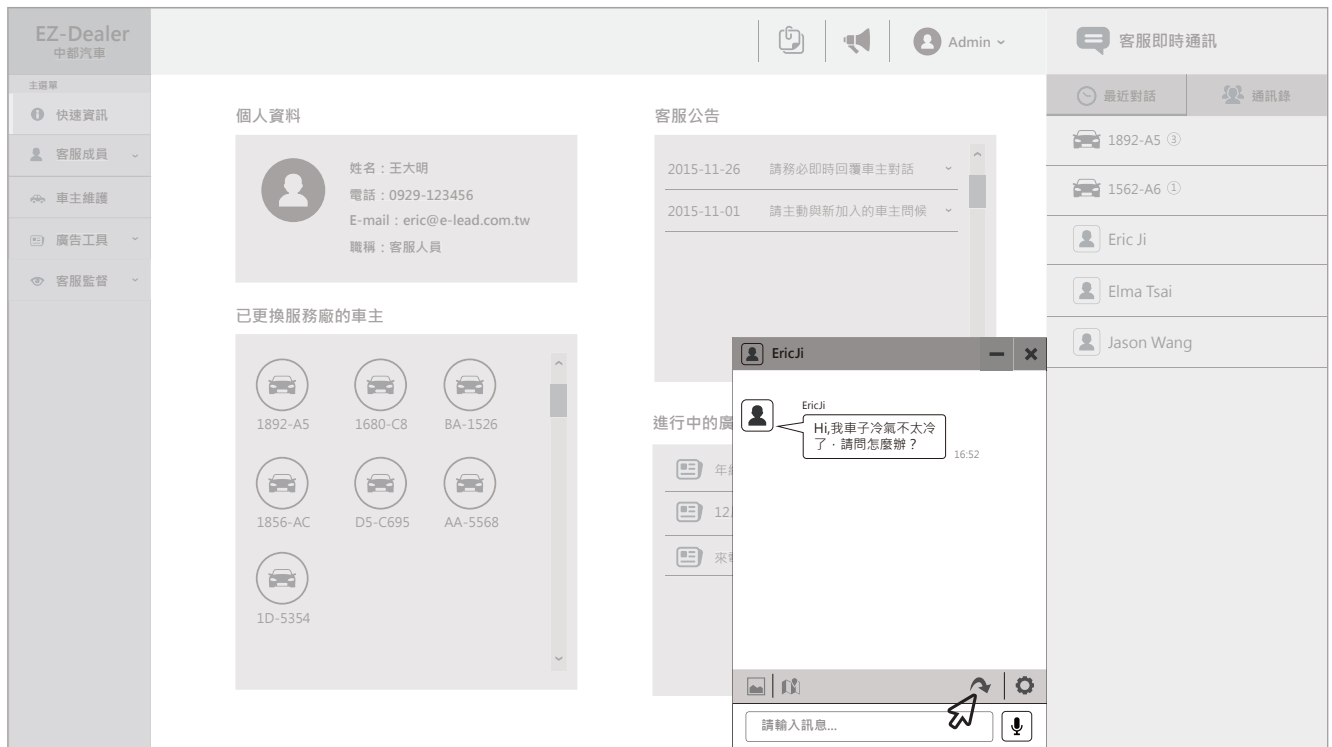 EZ-Dealer
中都汽車
主選單
快速資訊
客服成員
車主維護
廣告工具
客服監督
Admin
個人資料
姓名：王大明
電話：0929-123456
E-mail：eric@e-lead.com.tw
職稱：客服人員
客服公告
2015-11-26 請務必即時回覆車主對話
2015-11-01 請主動與新加入的車主問候
已更換服務廠的車主
1892-A5 1680-C8 BA-1526
1856-AC D5-C695 AA-5568
1D-5354
進行中的廣
年
12
來
EricJi
EricJi
Hi,我車子冷氣不太冷
了，請問怎麼辦？
16:52
請輸入訊息...
客服即時通訊
最近對話 通訊錄
1892-A5 ③
1562-A6 ①
Eric Ji
Elma Tsai
Jason Wang